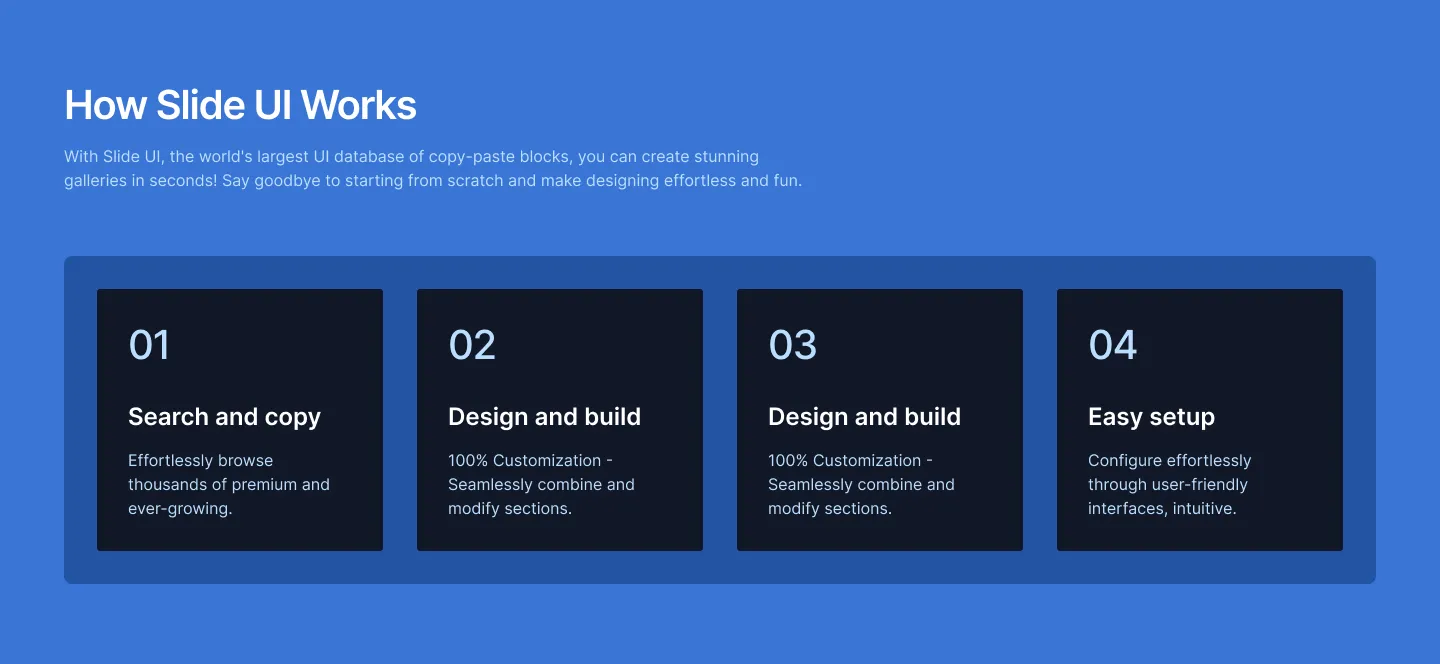 How Slide UI Works
With Slide UI, the world's largest UI database of copy-paste blocks, you can create stunning
galleries in seconds! Say goodbye to starting from scratch and make designing effortless and fun.
01
Search and copy
Effortlessly browse
thousands of premium and
ever-growing.
02
Design and build
100% Customization -
Seamlessly combine and
modify sections.
03
Design and build
100% Customization -
Seamlessly combine and
modify sections.
04
Easy setup
Configure effortlessly
through user-friendly
interfaces, intuitive.